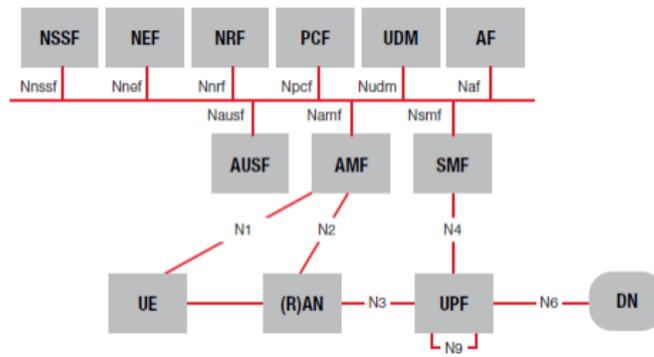 NSSF NEF NRF PCF UDM AF
Nnssf Nnef Nnrf Npcf Nudm Naf
Nausf Namf Nsmf
AUSF AMF SMF
N1 N2 N4
UE (R)AN N3 UPF N6 DN
N9